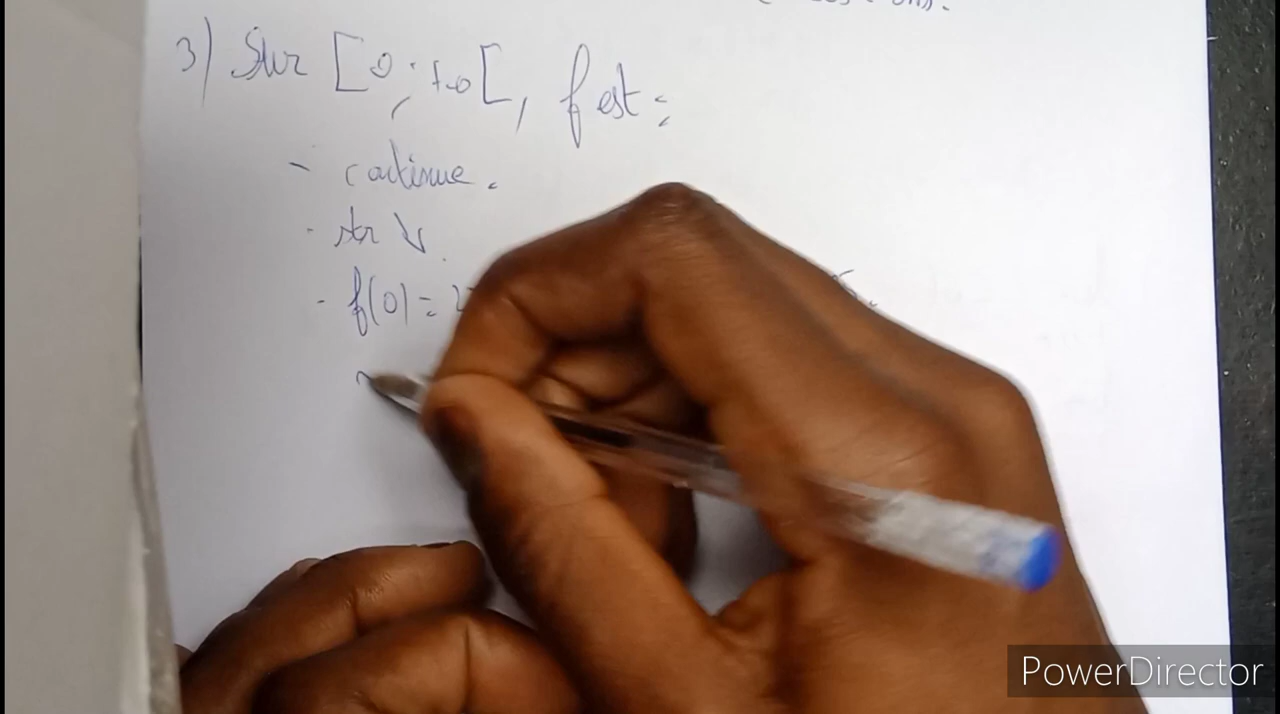 3) Sur [0; +∞[, f est :
- continue.
- str ↘.
- f(0) = 2
PowerDirector